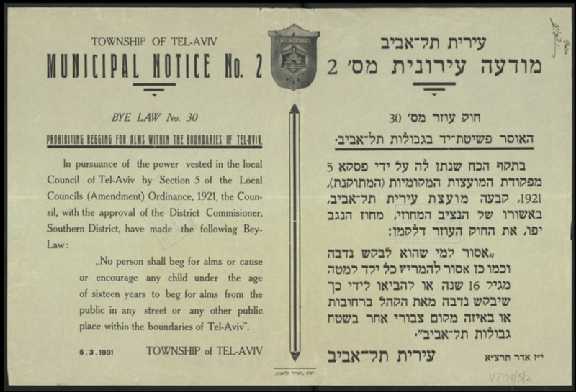 TOWNSHIP OF TEL-AVIV
MUNICIPAL NOTICE No. 2
BYE LAW No. 30
PROHIBITING BEGGING FOR ALMS WITHIN THE BOUNDARIES OF TEL-AVIV.
In pursuance of the power vested in the local
Council of Tel-Aviv by Section 5 of the Local
Councils (Amendment) Ordinance, 1921, the Coun-
cil, with the approval of the District Commisioner,
Southern District, have made the following Bey-
Law:
„No person shall beg for alms or cause
or encourage any child under the age
of sixteen years to beg for alms from the
public in any street or any other public
place within the boundaries of Tel-Aviv".
6.3.1931 TOWNSHIP of TEL-AVIV
עירית תל־אביב
מודעה עירונית מס׳ 2
חוק עוזר מס׳ 30
האוסר פשיטת־יד בגבולות תל־אביב.
בתקף הכח שנתן לה על ידי פסקא 5
מפקודת המועצות המקומיות (המתוקנת),
1921, קבעה מועצת עירית תל־אביב,
באשורו של הנציב המחוזי, מחוז הנגב
יפו, את החוק העוזר דלקמן:
„אסור למי שהוא לבקש נדבה
וכמו כן אסור להמריץ כל ילד למטה
מגיל 16 שנה או להביאו לידי כך
שיבקש נדבה מאת הקהל ברחובות
או באיזה מקום צבורי אחר בשטח
גבולות תל־אביב".
י״ז אדר תרצ״א עירית תל־אביב